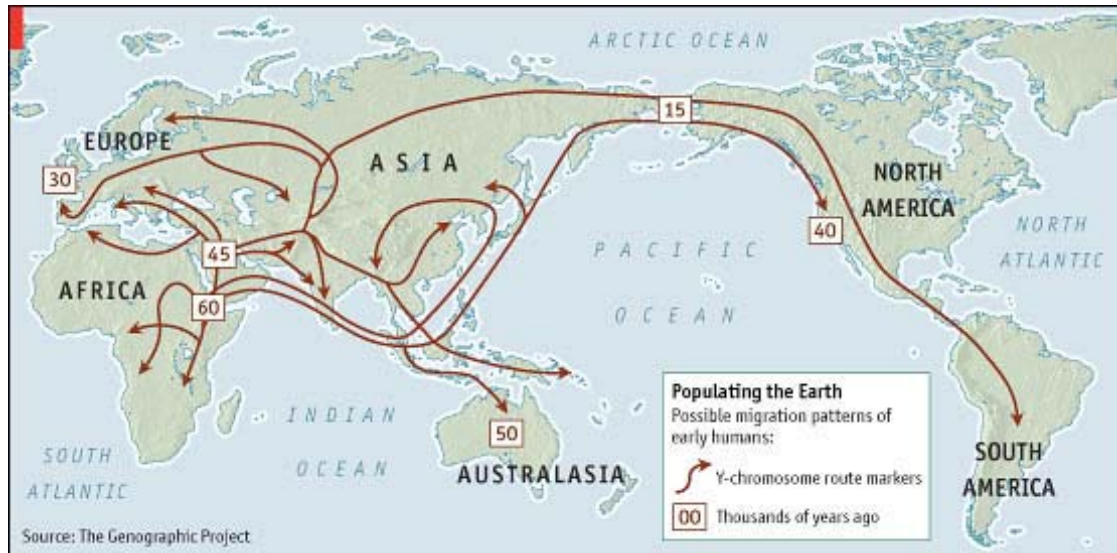 ARCTIC OCEAN
EUROPE
ASIA
15
30
NORTH
AMERICA
NORTH
ATLANTIC
45
40
PACIFIC
OCEAN
AFRICA
60
INDIAN
OCEAN
50
AUSTRALASIA
SOUTH
ATLANTIC
SOUTH
AMERICA
Populating the Earth
Possible migration patterns of
early humans:
Y-chromosome route markers
00 Thousands of years ago
Source: The Genographic Project